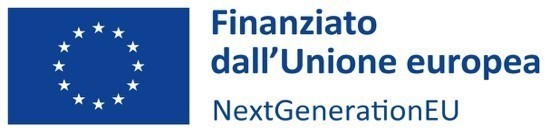 Finanziato
dall’Unione europea
NextGenerationEU